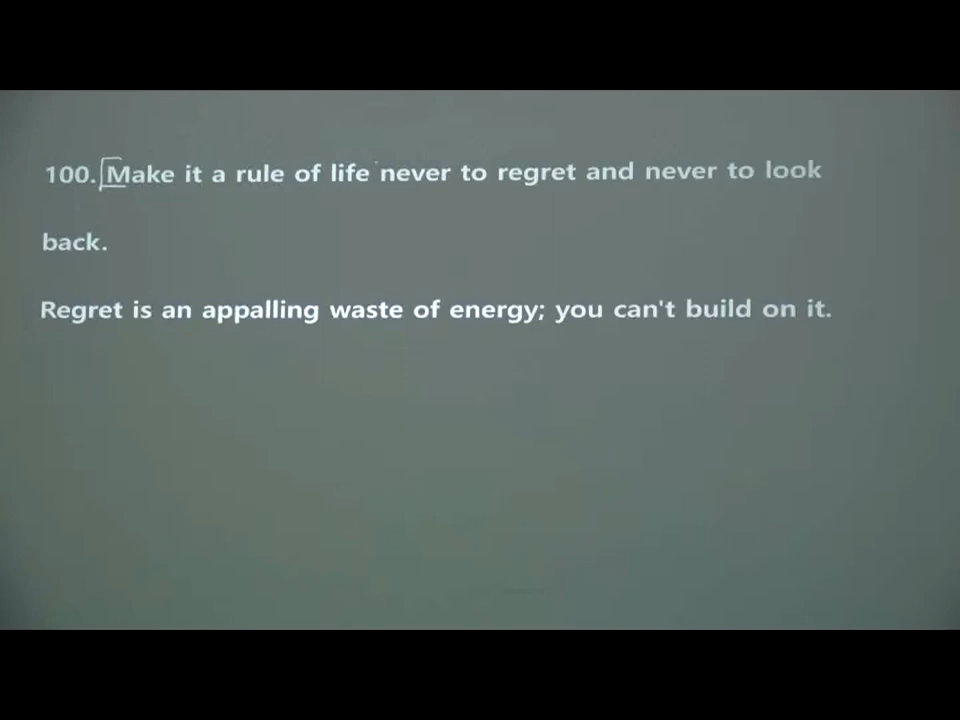 100. Make it a rule of life never to regret and never to look
back.
Regret is an appalling waste of energy; you can't build on it.